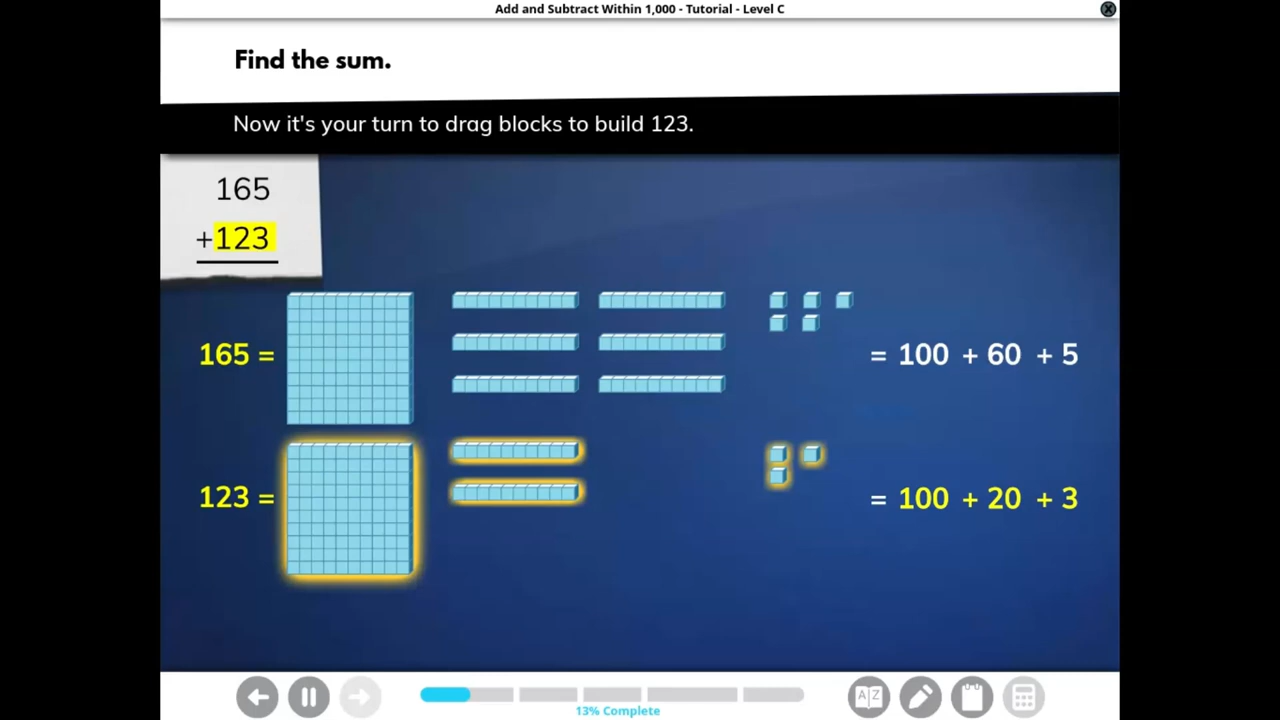 Add and Subtract Within 1,000 - Tutorial - Level C
Find the sum.
Now it's your turn to drag blocks to build 123.
165
+123
165 =
= 100 + 60 + 5
123 =
= 100 + 20 + 3
A Z
13% Complete